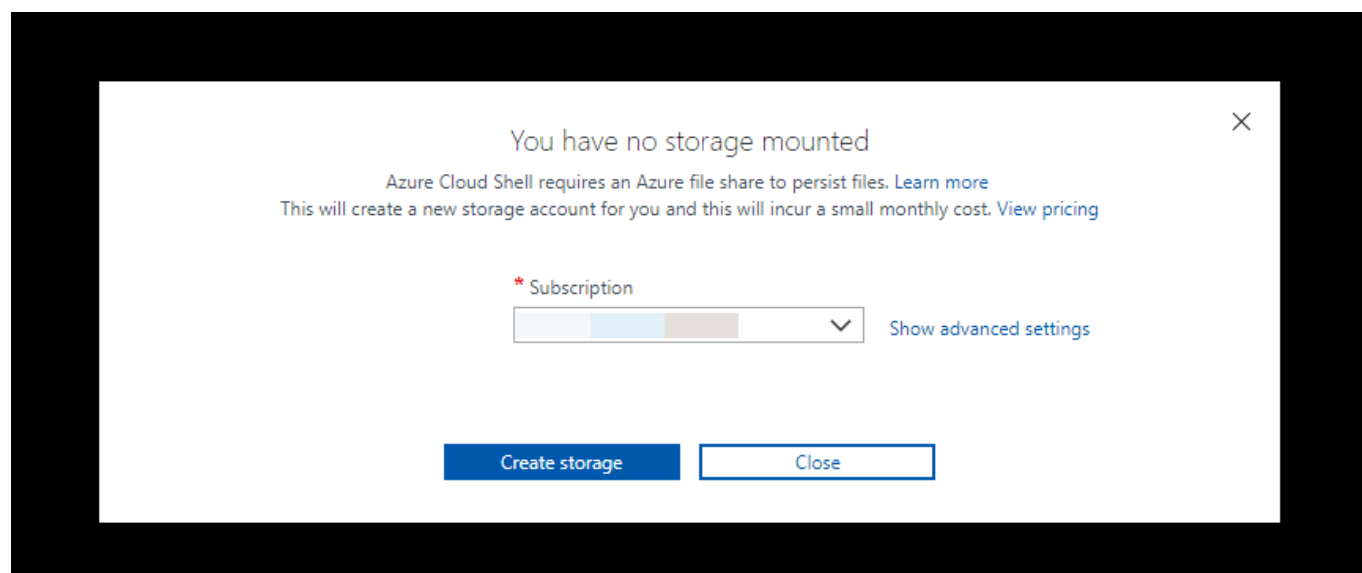 You have no storage mounted
Azure Cloud Shell requires an Azure file share to persist files. Learn more
This will create a new storage account for you and this will incur a small monthly cost. View pricing
* Subscription
Show advanced settings
Create storage
Close